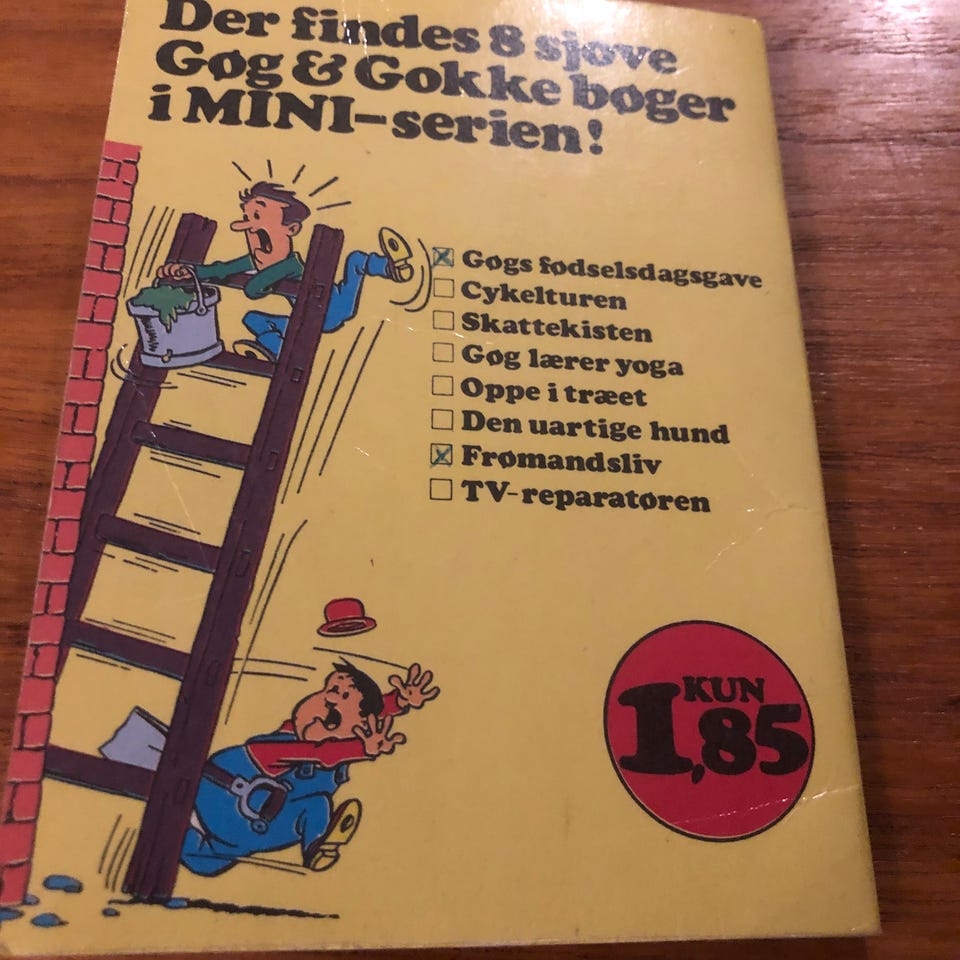 Der findes 8 sjove
Gøg & Gokke bøger
i MINI-serien!
Gøgs fødselsdagsgave
Cykelturen
Skattekisten
Gøg lærer yoga
Oppe i træet
Den uartige hund
Frømandsliv
TV-reparatøren
KUN
1,85